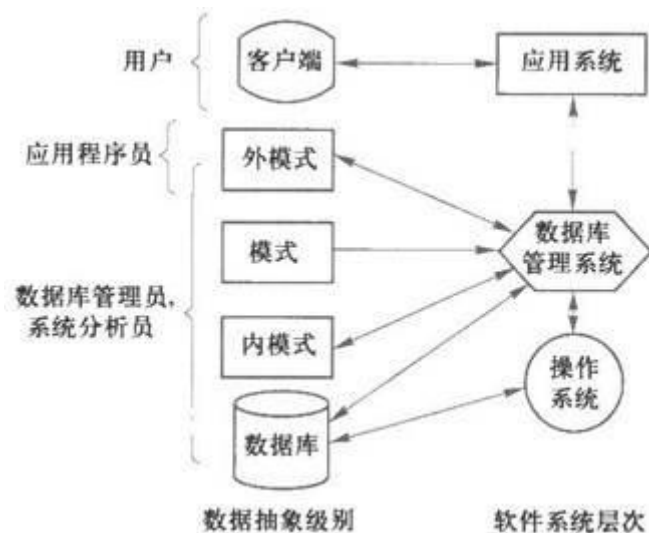 用户
客户端
应用系统
应用程序员
外模式
模式
数据库
管理系统
数据库管理员,
系统分析员
内模式
操作
系统
数据库
数据抽象级别
软件系统层次